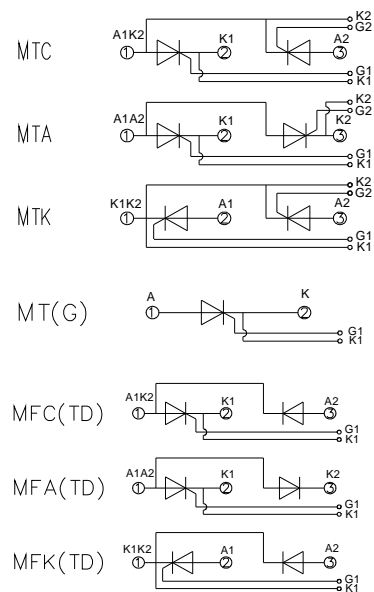 K2
A1K2 K1 A2 G2
MTC ① ② ③
G1
K1
K2
A1A2 K1 K2 G2
MTA ① ② ③
G1
K1
K2
K1K2 A1 A2 G2
MTK ① ② ③
G1
K1
A K
MT(G) ① ②
G1
K1
A1K2 K1 A2
MFC(TD) ① ② ③
G1
K1
A1A2 K1 K2
MFA(TD) ① ② ③
G1
K1
K1K2 A1 A2
MFK(TD) ① ② ③
G1
K1